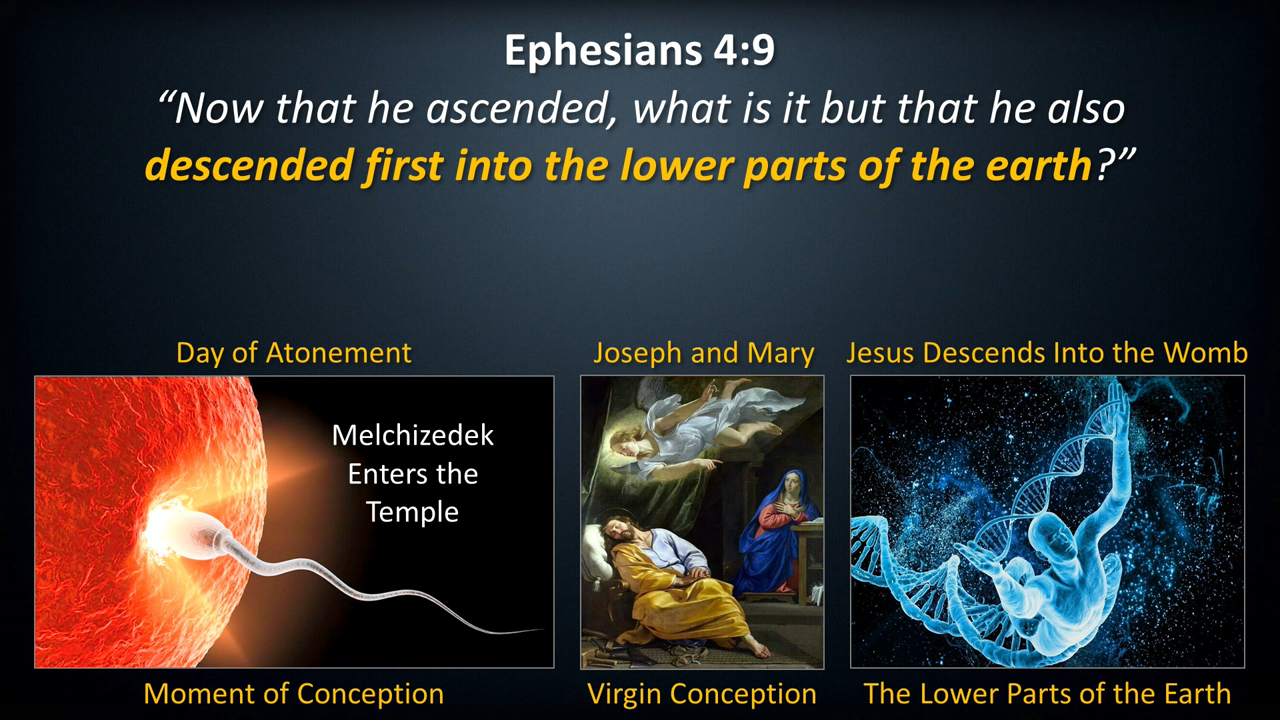 Ephesians 4:9
“Now that he ascended, what is it but that he also
descended first into the lower parts of the earth?”
Day of Atonement
Melchizedek
Enters the
Temple
Moment of Conception
Joseph and Mary
Virgin Conception
Jesus Descends Into the Womb
The Lower Parts of the Earth